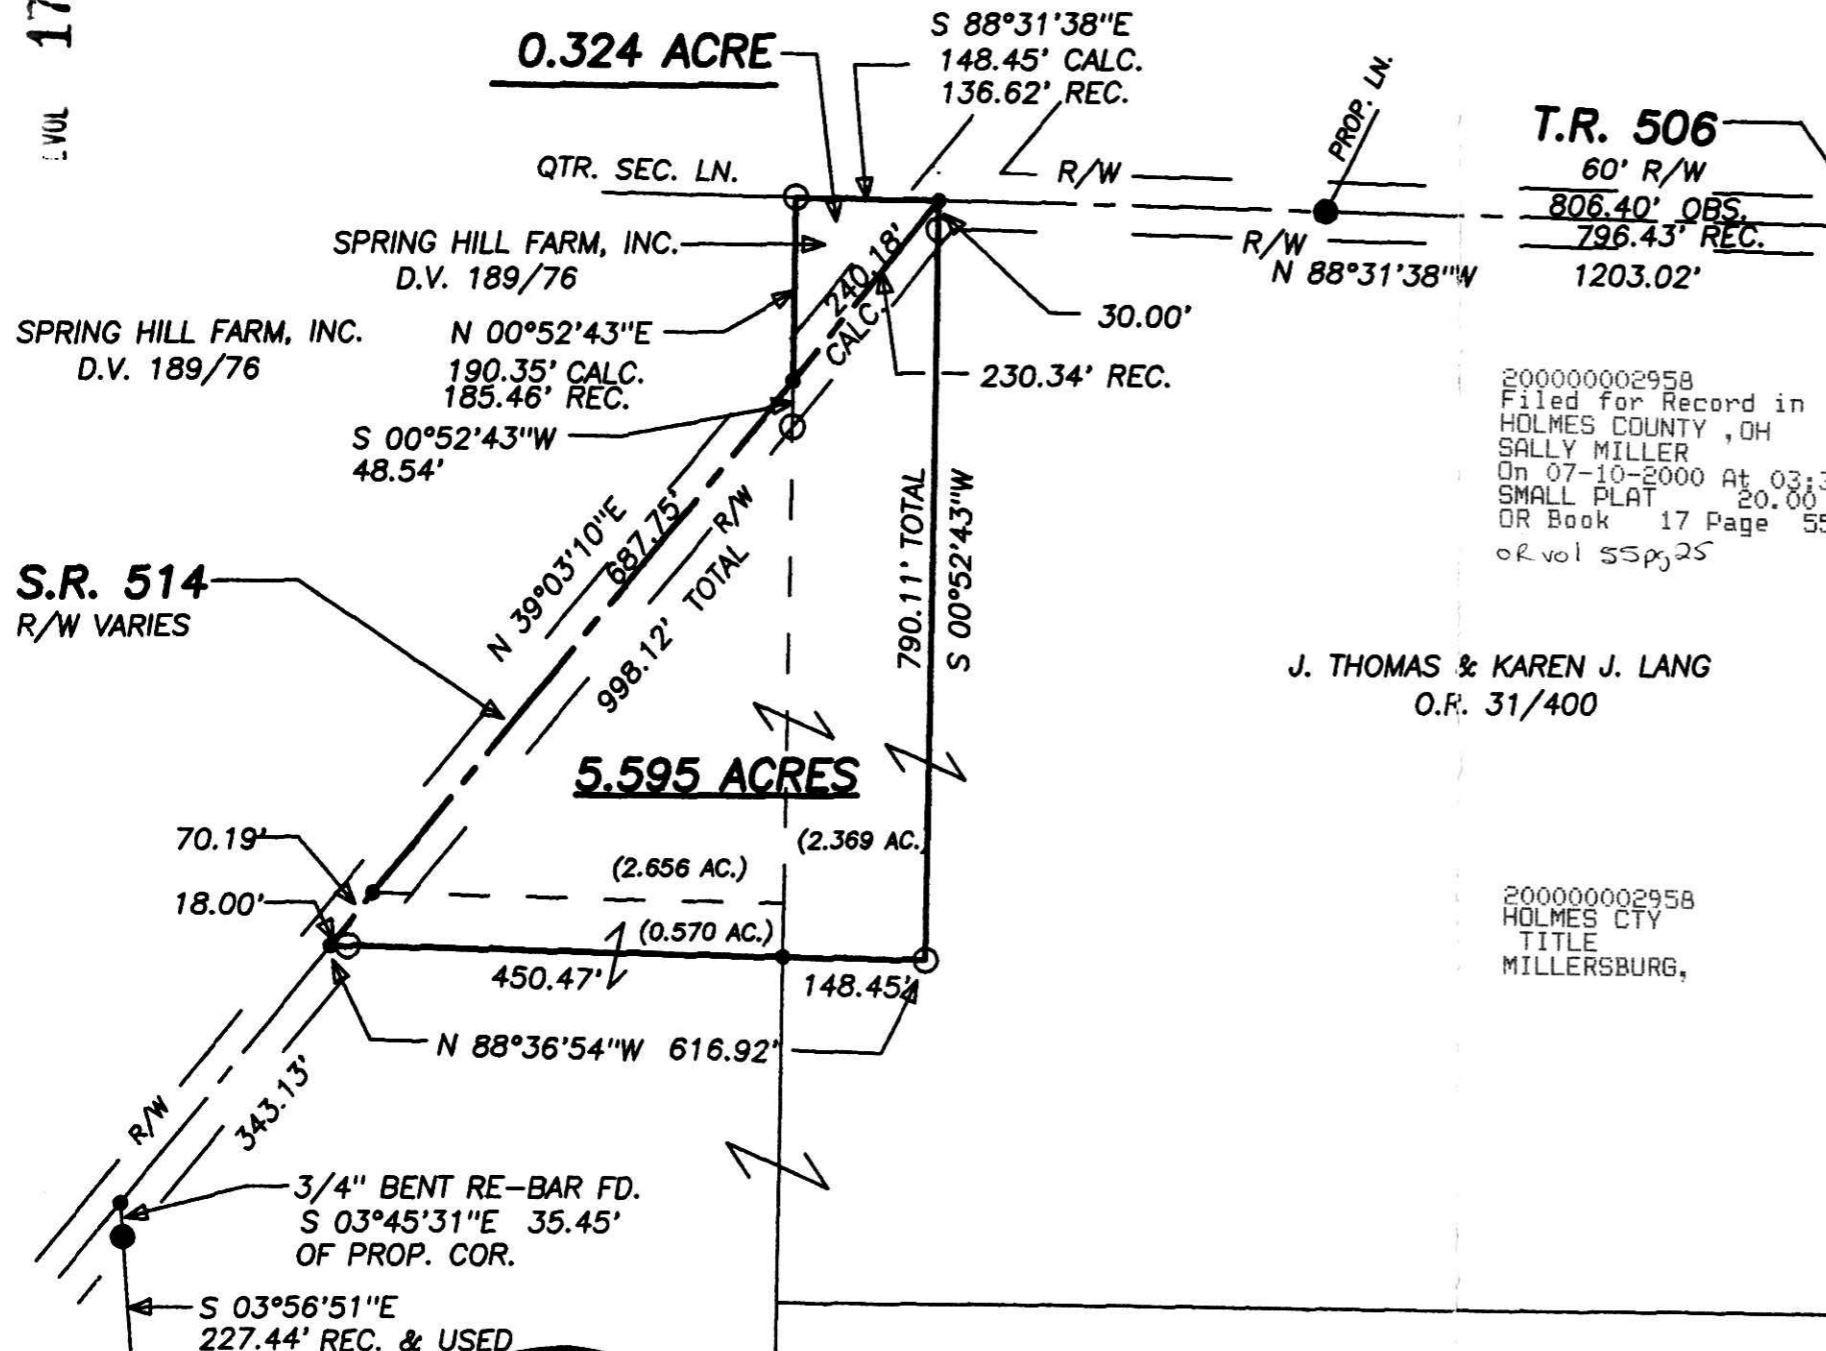 VOL 17
0.324 ACRE
S 88°31'38"E
148.45' CALC.
136.62' REC.
PROP. LN.
T.R. 506
60' R/W
806.40' OBS.
796.43' REC.
1203.02'
QTR. SEC. LN.
R/W
R/W
N 88°31'38"W
SPRING HILL FARM, INC.
D.V. 189/76
SPRING HILL FARM, INC.
D.V. 189/76
N 00°52'43"E
190.35' CALC.
185.46' REC.
240.18'
CALC.
30.00'
230.34' REC.
S 00°52'43"W
48.54'
200000002958
Filed for Record in
HOLMES COUNTY ,OH
SALLY MILLER
On 07-10-2000 At 03:3
SMALL PLAT 20.00
OR Book 17 Page 55
OR vol 55pg25
N 39°03'10"E
687.75'
R/W
998.12' TOTAL
790.11' TOTAL
S 00°52'43"W
S.R. 514
R/W VARIES
J. THOMAS & KAREN J. LANG
O.R. 31/400
5.595 ACRES
70.19'
(2.369 AC.)
(2.656 AC.)
18.00'
(0.570 AC.)
450.47'
148.45'
N 88°36'54"W 616.92'
200000002958
HOLMES CTY
TITLE
MILLERSBURG,
R/W
343.13'
3/4" BENT RE-BAR FD.
S 03°45'31"E 35.45'
OF PROP. COR.
S 03°56'51"E
227.44' REC. & USED